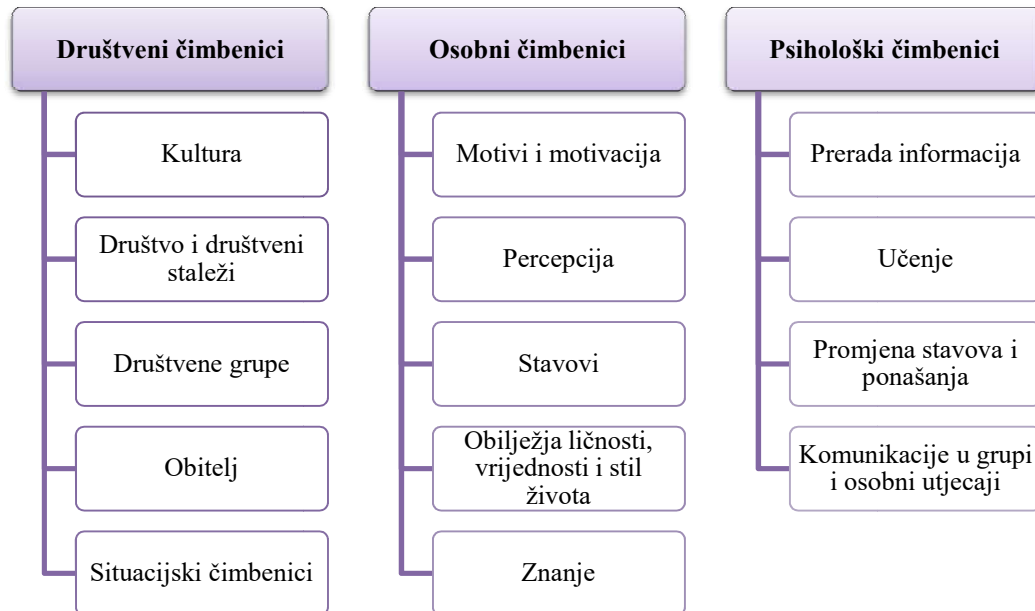 Društveni čimbenici
Kultura
Društvo i društveni
staleži
Društvene grupe
Obitelj
Situacijski čimbenici
Osobni čimbenici
Motivi i motivacija
Percepcija
Stavovi
Obilježja ličnosti,
vrijednosti i stil
života
Znanje
Psihološki čimbenici
Prerada informacija
Učenje
Promjena stavova i
ponašanja
Komunikacije u grupi
i osobni utjecaji